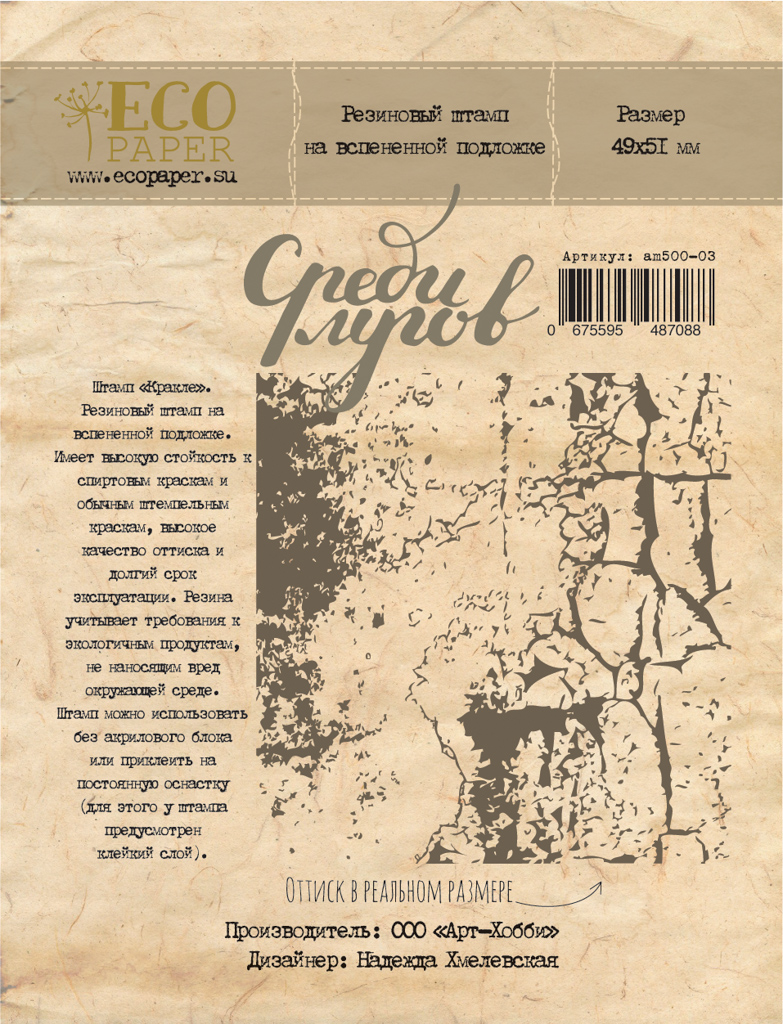 ECO
PAPER
www.ecopaper.su
Резиновый штамп
на вспененной подложке
Размер
49х51 мм
Среди
лугов
Артикул: am500-03
0 675595 487088
Штамп «Кракле».
Резиновый штамп на
вспененной подложке.
Имеет высокую стойкость к
спиртовым краскам и
обычным штемпельным
краскам, высокое
качество оттиска и
долгий срок
эксплуатации. Резина
учитывает требования к
экологичным продуктам,
не наносящим вред
окружающей среде.
Штамп можно использовать
без акрилового блока
или приклеить на
постоянную оснастку
(для этого у штампа
предусмотрен
клейкий слой).
Оттиск в реальном размере
Производитель: ООО «Арт-Хобби»
Дизайнер: Надежда Хмелевская